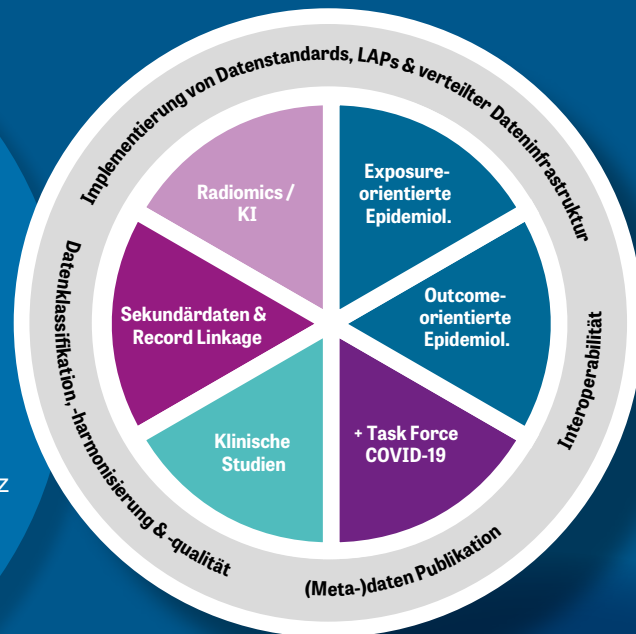 Implementierung von Datenstandards, LAPs & verteilter Dateninfrastruktur
Radiomics /
KI
Exposure-
orientierte
Epidemiol.
Sekundärdaten &
Record Linkage
Outcome-
orientierte
Epidemiol.
Klinische
Studien
+ Task Force
COVID-19
Interoperabilität
Datenklassifikation, -harmonisierung & -qualität
(Meta-)daten Publikation
z